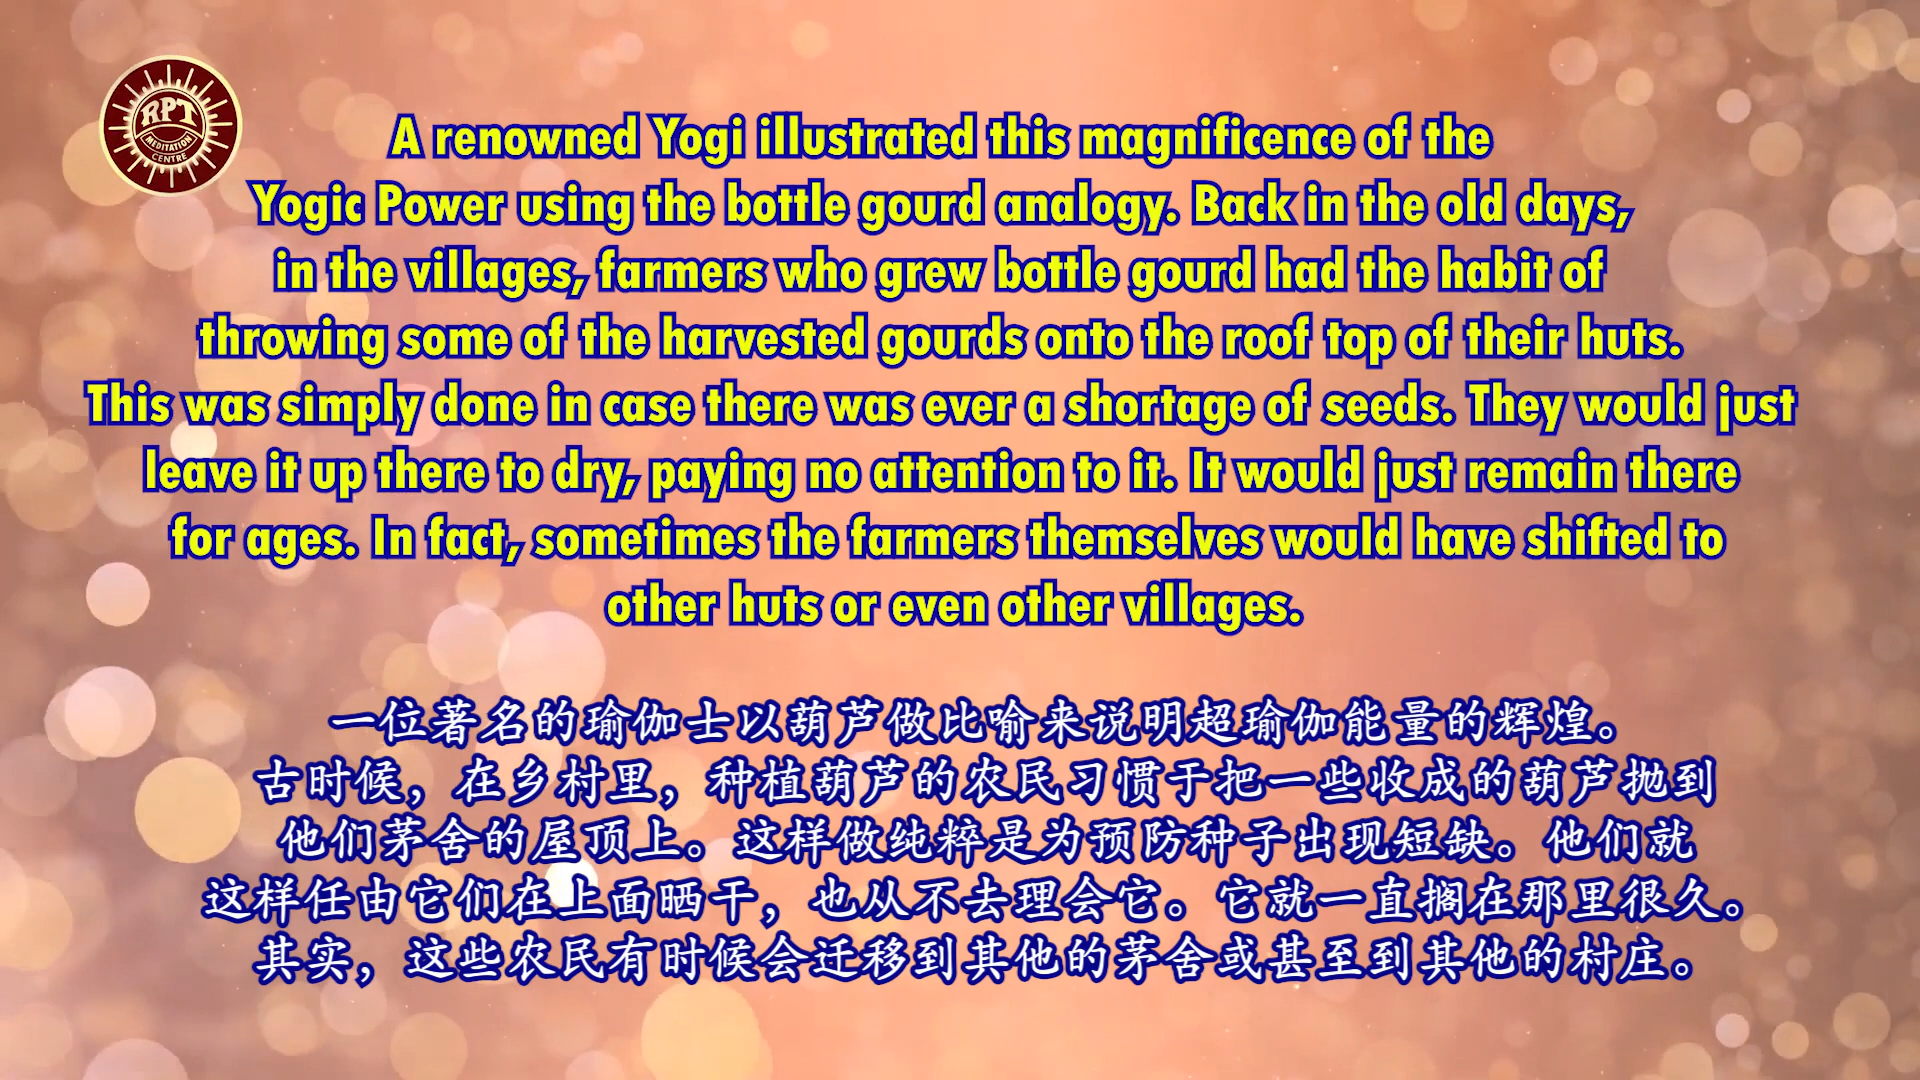 RPT
MEDITATION
CENTRE
A renowned Yogi illustrated this magnificence of the
Yogic Power using the bottle gourd analogy. Back in the old days,
in the villages, farmers who grew bottle gourd had the habit of
throwing some of the harvested gourds onto the roof top of their huts.
This was simply done in case there was ever a shortage of seeds. They would just
leave it up there to dry, paying no attention to it. It would just remain there
for ages. In fact, sometimes the farmers themselves would have shifted to
other huts or even other villages.
一位著名的瑜伽士以葫芦做比喻来说明超瑜伽能量的辉煌。
古时候，在乡村里，种植葫芦的农民习惯于把一些收成的葫芦抛到
他们茅舍的屋顶上。这样做纯粹是为预防种子出现短缺。他们就
这样任由它们在上面晒干，也从不去理会它。它就一直搁在那里很久。
其实，这些农民有时候会迁移到其他的茅舍或甚至到其他的村庄。